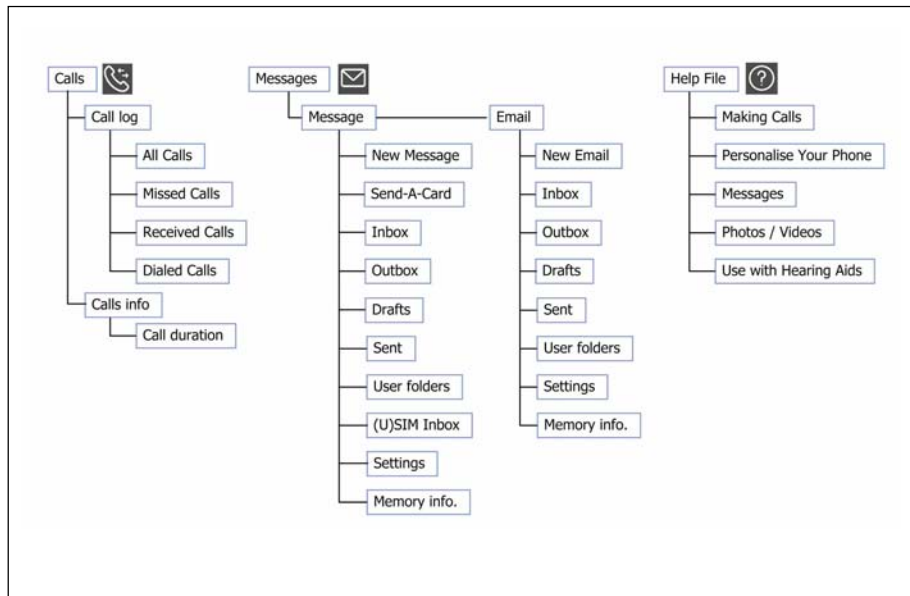 Calls
Call log
All Calls
Missed Calls
Received Calls
Dialed Calls
Calls info
Call duration
Messages
Message
New Message
Send-A-Card
Inbox
Outbox
Drafts
Sent
User folders
(U)SIM Inbox
Settings
Memory info.
Email
New Email
Inbox
Outbox
Drafts
Sent
User folders
Settings
Memory info.
Help File
Making Calls
Personalise Your Phone
Messages
Photos / Videos
Use with Hearing Aids